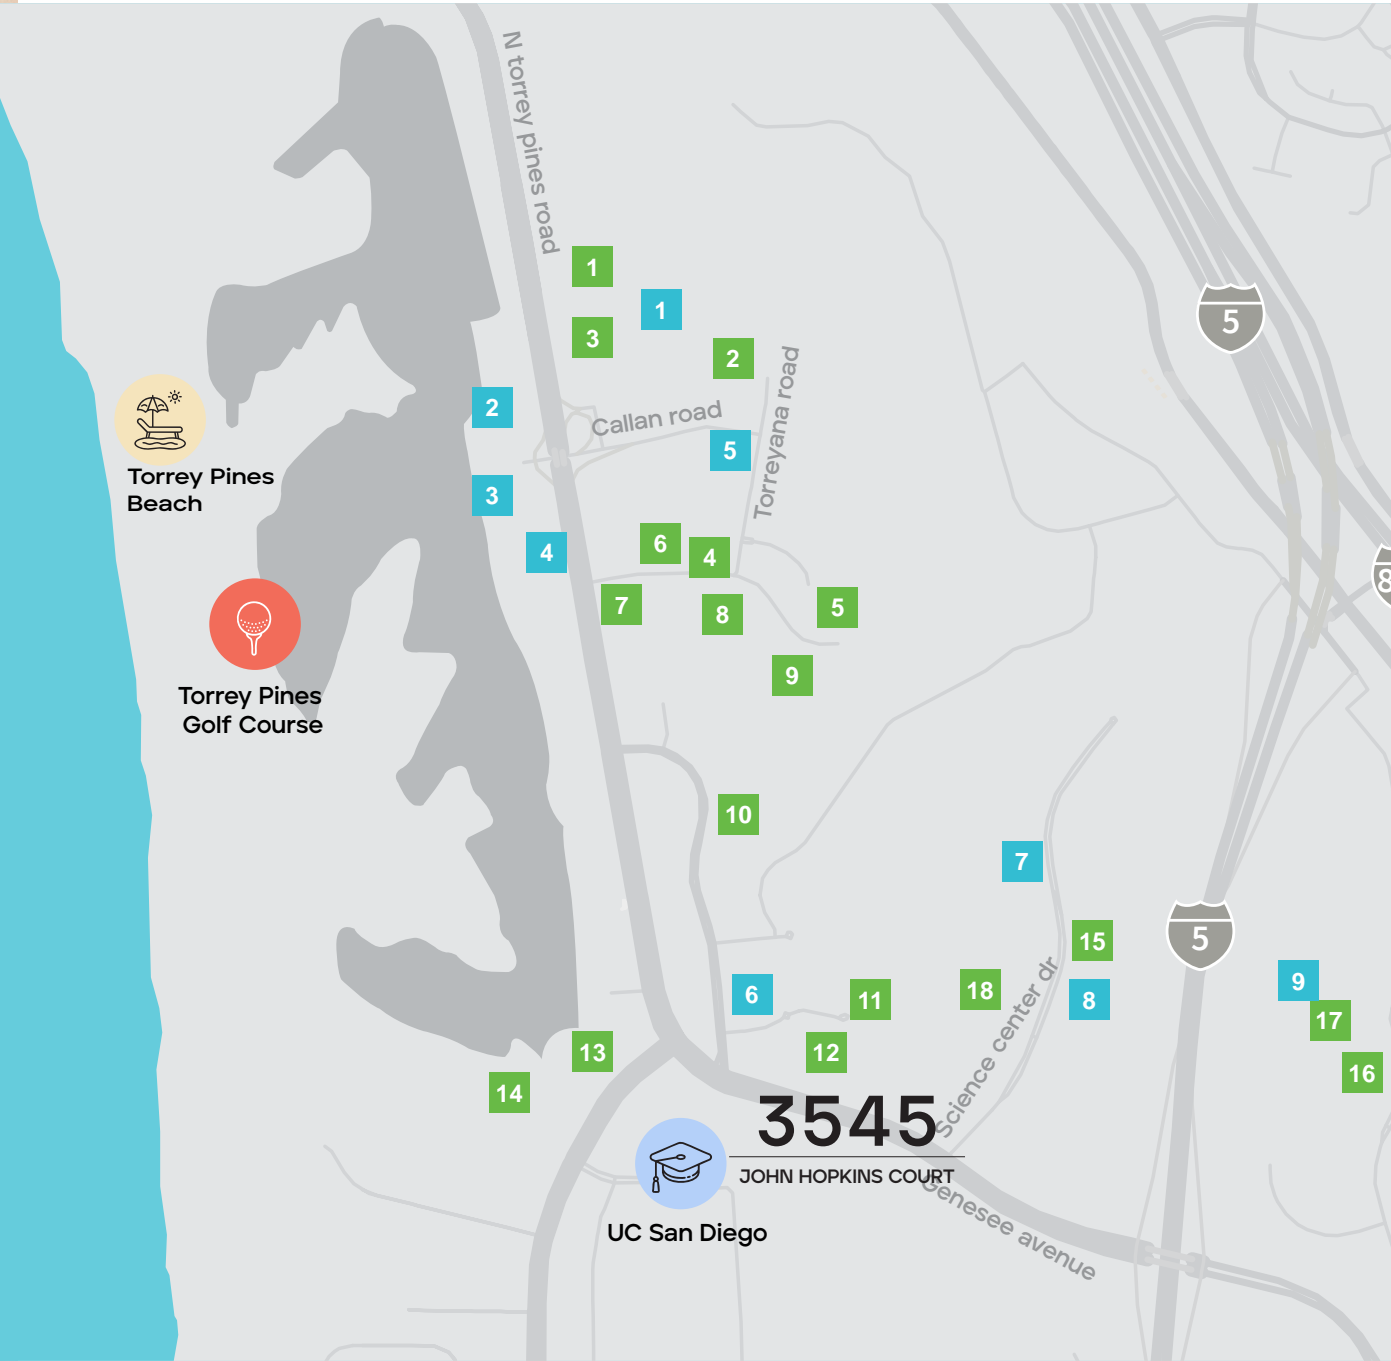 N torrey pines road
1
1
5
3
2
2
Callan road
Torreyana road
5
Torrey Pines
Beach
3
6
4
4
8
7
8
5
9
Torrey Pines
Golf Course
10
7
15
5
18
Science center dr
8
9
6
11
17
13
12
16
14
3545
JOHN HOPKINS COURT
Genesee avenue
UC San Diego